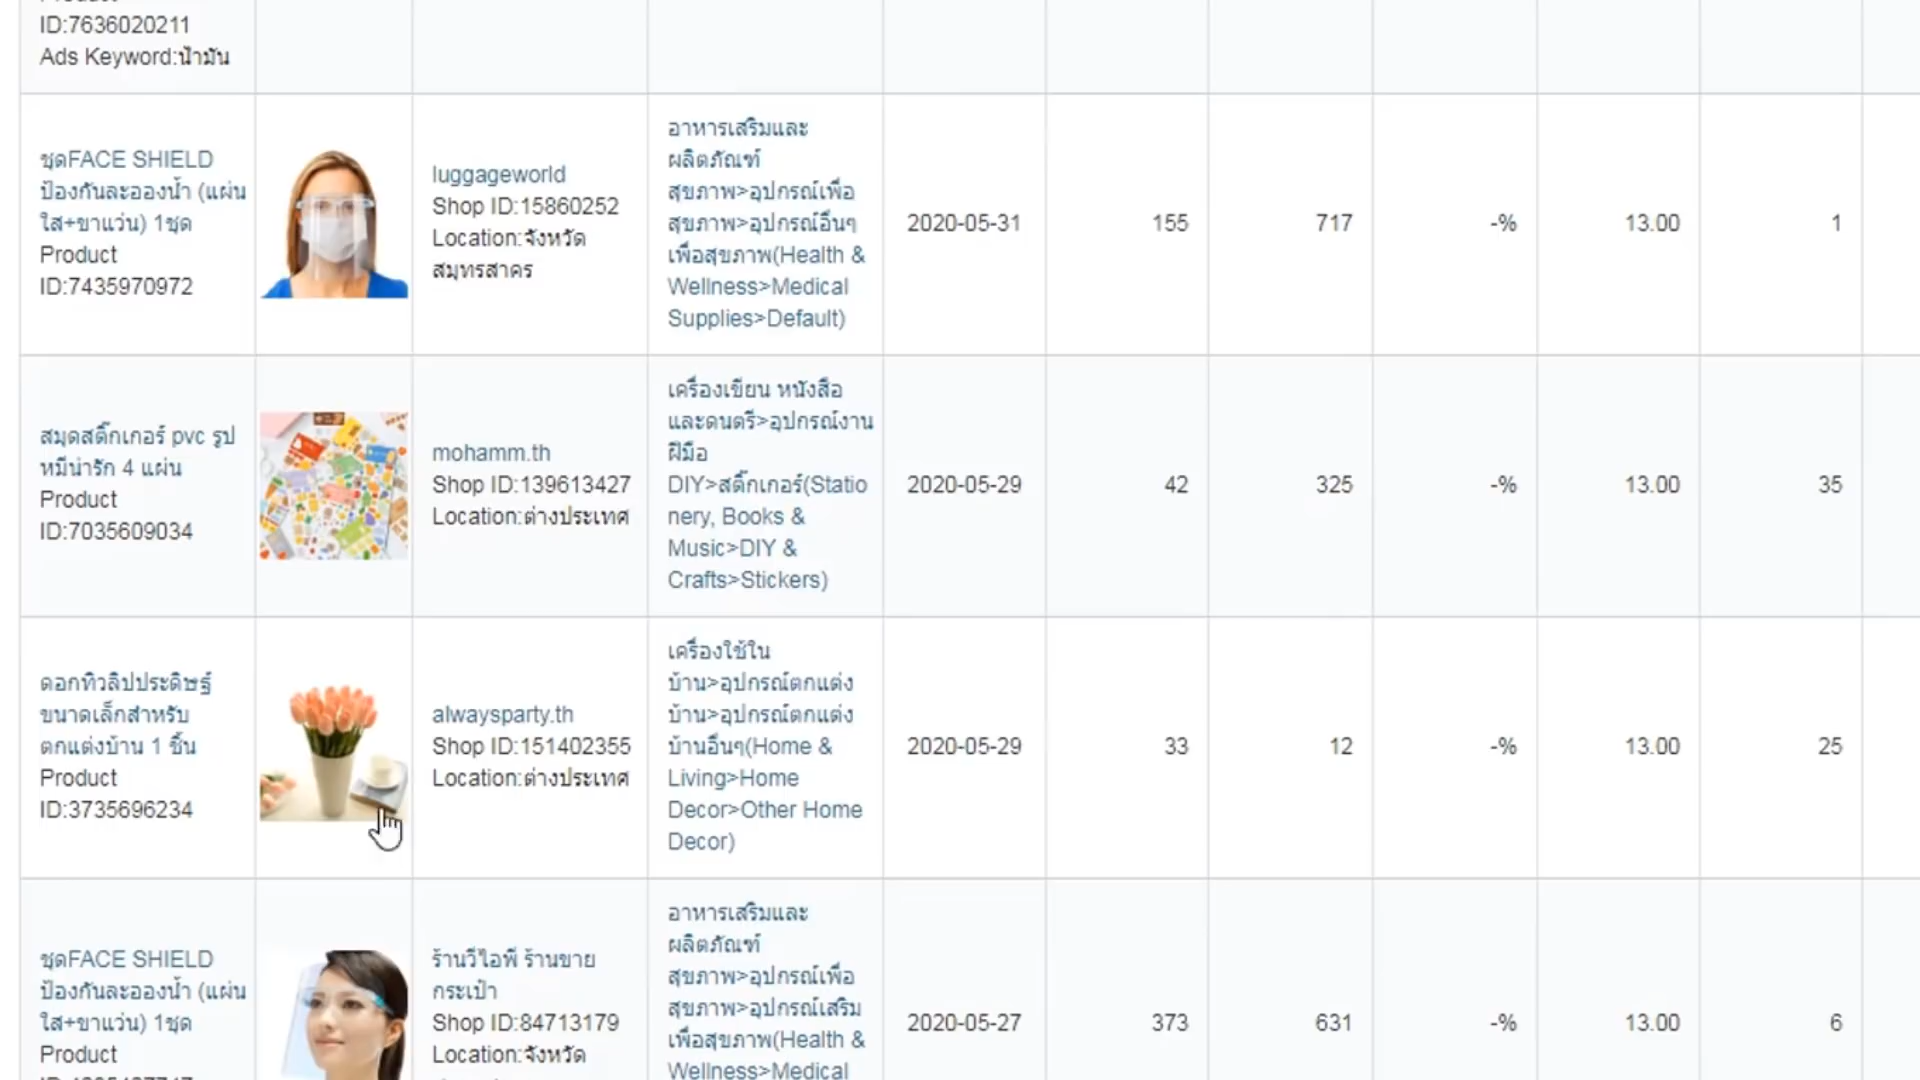 ID:7636020211
Ads Keyword:น้ำมัน
ชุดFACE SHIELD
ป้องกันละอองน้ำ (แผ่น
ใส+ขาแว่น) 1ชุด
Product
ID:7435970972
luggageworld
Shop ID:15860252
Location:จังหวัด
สมุทรสาคร
อาหารเสริมและ
ผลิตภัณฑ์
สุขภาพ>อุปกรณ์เพื่อ
สุขภาพ>อุปกรณ์อื่นๆ
เพื่อสุขภาพ(Health &
Wellness>Medical
Supplies>Default)
2020-05-31
155
717
-%
13.00
1
สมุดสติ๊กเกอร์ pvc รูป
หมีน่ารัก 4 แผ่น
Product
ID:7035609034
mohamm.th
Shop ID:139613427
Location:ต่างประเทศ
เครื่องเขียน หนังสือ
และดนตรี>อุปกรณ์งาน
ฝีมือ
DIY>สติ๊กเกอร์(Statio
nery, Books &
Music>DIY &
Crafts>Stickers)
2020-05-29
42
325
-%
13.00
35
ดอกทิวลิปประดิษฐ์
ขนาดเล็กสำหรับ
ตกแต่งบ้าน 1 ชิ้น
Product
ID:3735696234
alwaysparty.th
Shop ID:151402355
Location:ต่างประเทศ
เครื่องใช้ใน
บ้าน>อุปกรณ์ตกแต่ง
บ้าน>อุปกรณ์ตกแต่ง
บ้านอื่นๆ(Home &
Living>Home
Decor>Other Home
Decor)
2020-05-29
33
12
-%
13.00
25
ชุดFACE SHIELD
ป้องกันละอองน้ำ (แผ่น
ใส+ขาแว่น) 1ชุด
Product
ร้านวีไอพี ร้านขาย
กระเป๋า
Shop ID:84713179
Location:จังหวัด
อาหารเสริมและ
ผลิตภัณฑ์
สุขภาพ>อุปกรณ์เพื่อ
สุขภาพ>อุปกรณ์เสริม
เพื่อสุขภาพ(Health &
Wellness>Medical
2020-05-27
373
631
-%
13.00
6